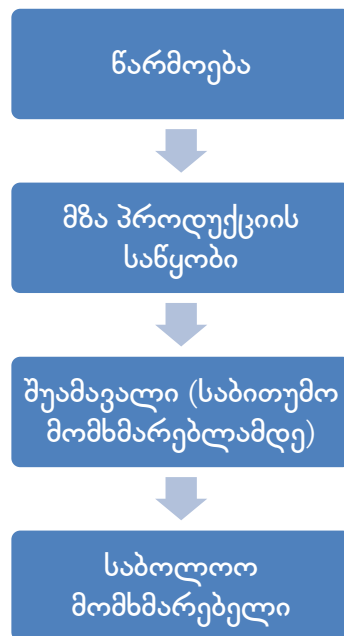 წარმოება
მზა პროდუქციის
საწყობი
შუამავალი (საბითუმო
მომხმარებლამდე)
საბოლოო
მომხმარებელი